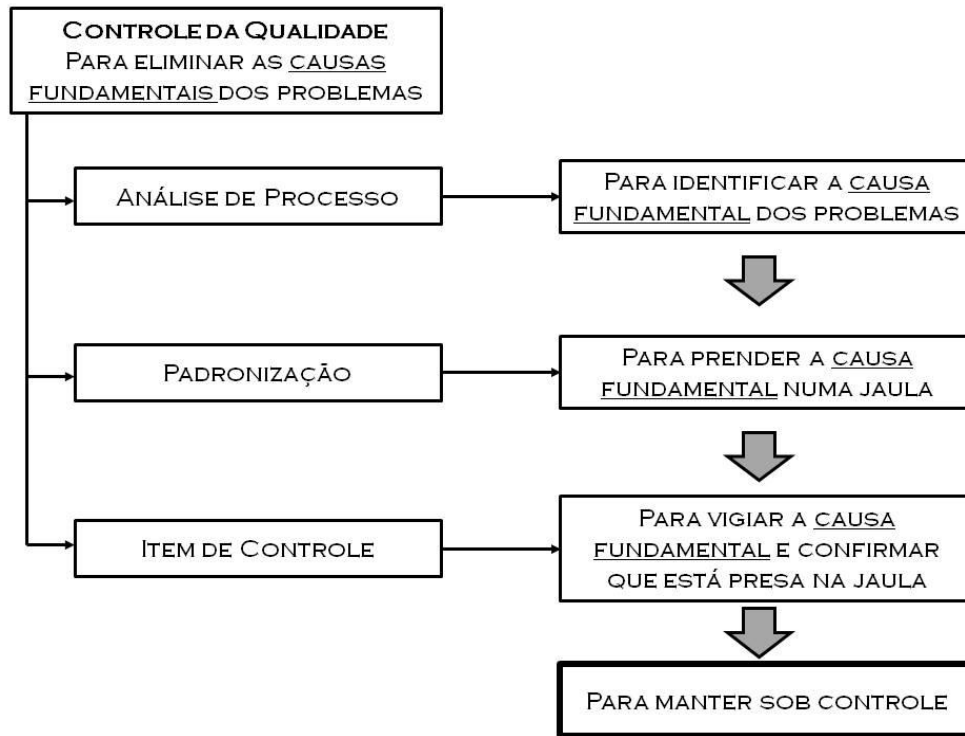 CONTROLE DA QUALIDADE
PARA ELIMINAR AS CAUSAS
FUNDAMENTAIS DOS PROBLEMAS
ANÁLISE DE PROCESSO
PARA IDENTIFICAR A CAUSA
FUNDAMENTAL DOS PROBLEMAS
PADRONIZAÇÃO
PARA PRENDER A CAUSA
FUNDAMENTAL NUMA JAULA
ITEM DE CONTROLE
PARA VIGIAR A CAUSA
FUNDAMENTAL E CONFIRMAR
QUE ESTÁ PRESA NA JAULA
PARA MANTER SOB CONTROLE